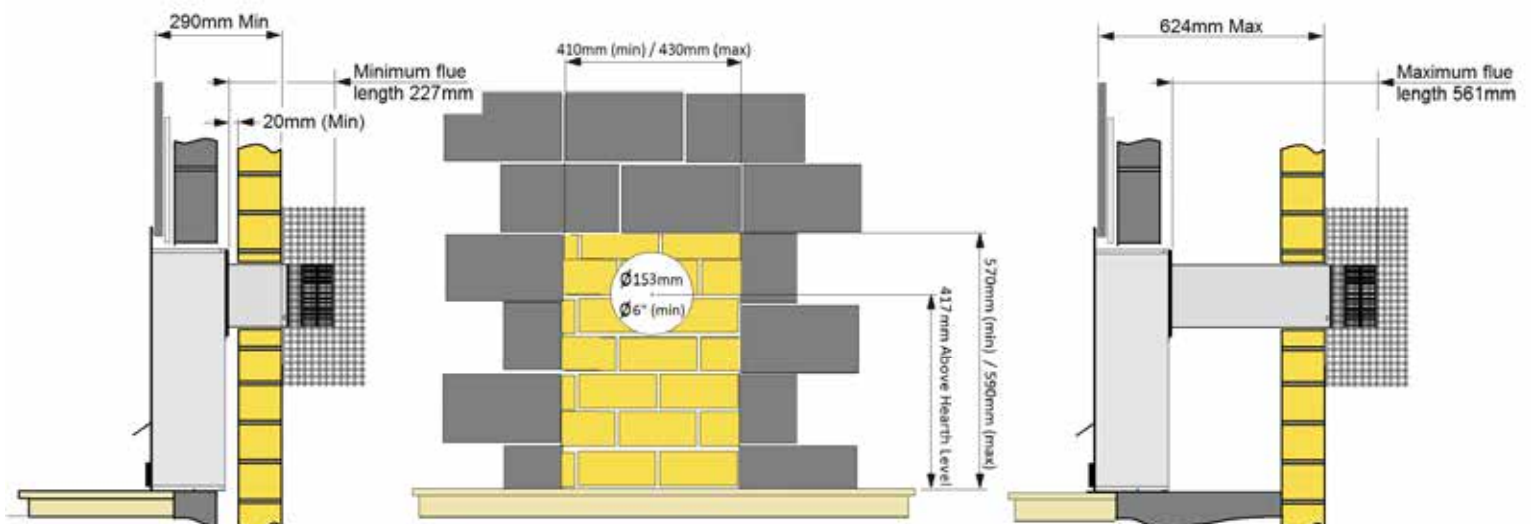 290mm Min
Minimum flue
length 227mm
20mm (Min)
410mm (min) / 430mm (max)
Ø153mm
Ø6" (min)
417mm Above Hearth Level
570mm (min) / 590mm (max)
624mm Max
Maximum flue
length 561mm